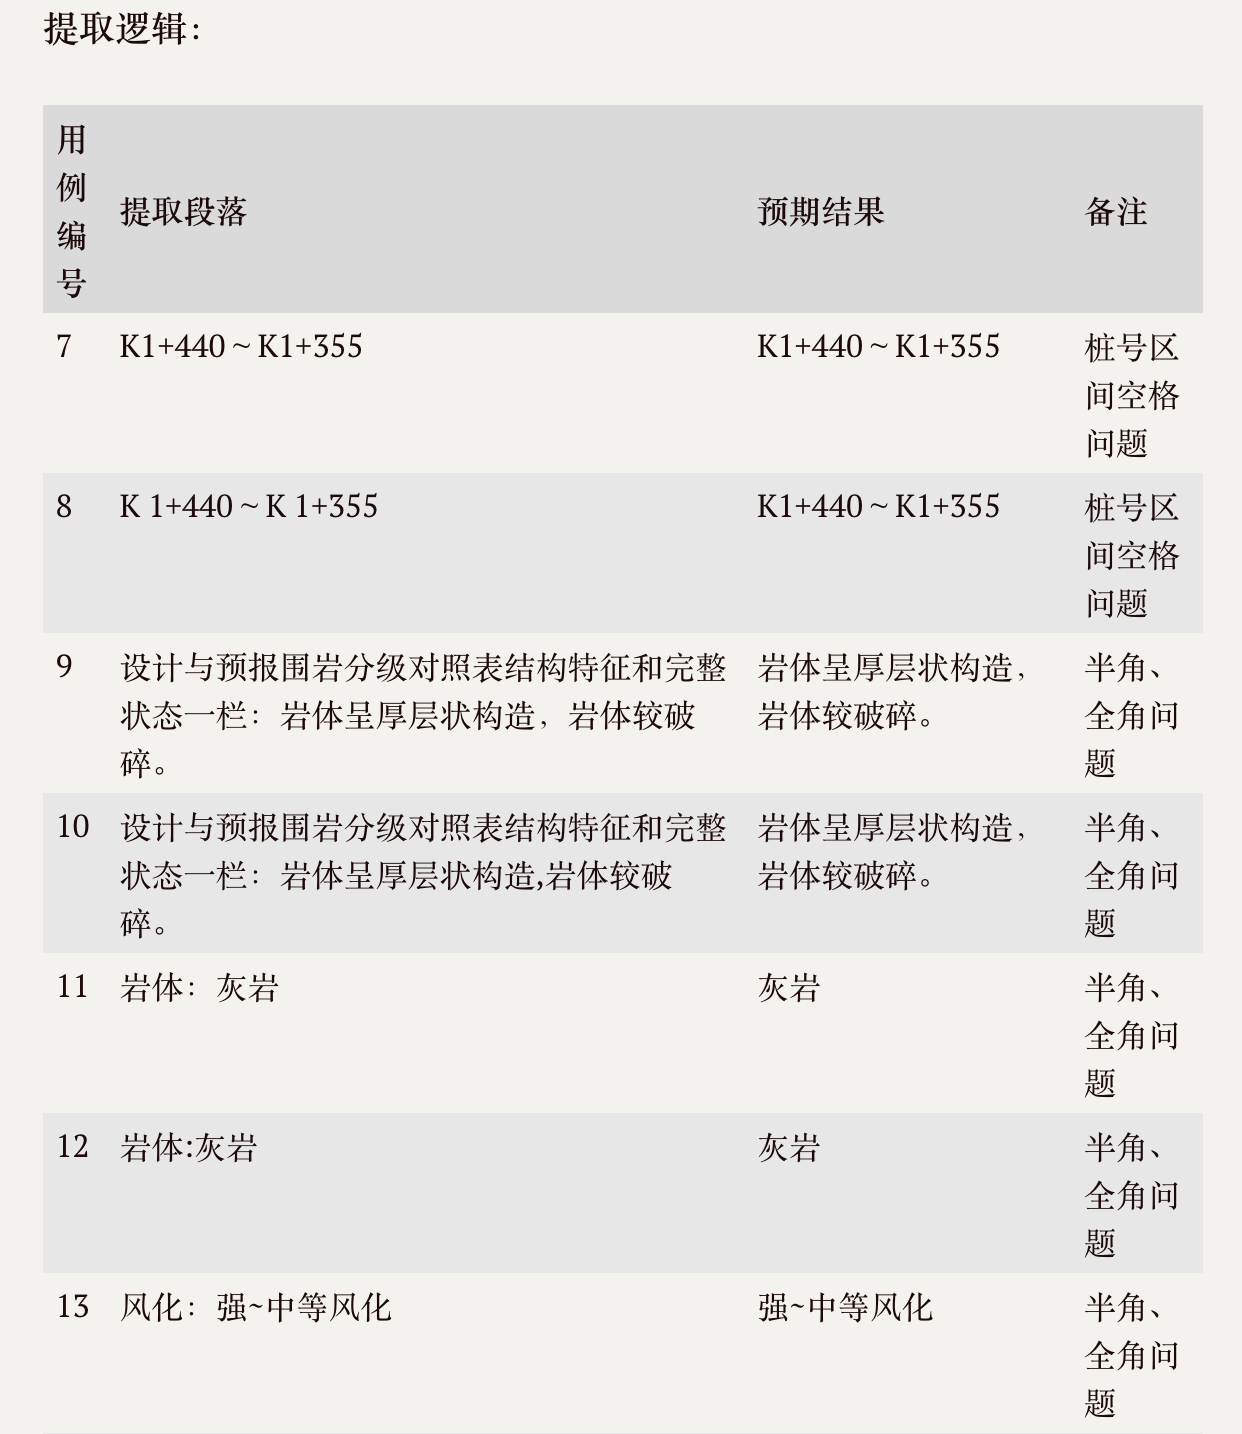 提取逻辑：
用
例
编
号
提取段落
预期结果
备注
7
K1+440 ~ K1+355
K1+440 ~ K1+355
桩号区
间空格
问题
8
K 1+440 ~ K 1+355
K1+440 ~ K1+355
桩号区
间空格
问题
9
设计与预报围岩分级对照表结构特征和完整
状态一栏：岩体呈厚层状构造，岩体较破
碎。
岩体呈厚层状构造，
岩体较破碎。
半角、
全角问
题
10
设计与预报围岩分级对照表结构特征和完整
状态一栏：岩体呈厚层状构造,岩体较破
碎。
岩体呈厚层状构造，
岩体较破碎。
半角、
全角问
题
11
岩体：灰岩
灰岩
半角、
全角问
题
12
岩体:灰岩
灰岩
半角、
全角问
题
13
风化：强~中等风化
强~中等风化
半角、
全角问
题